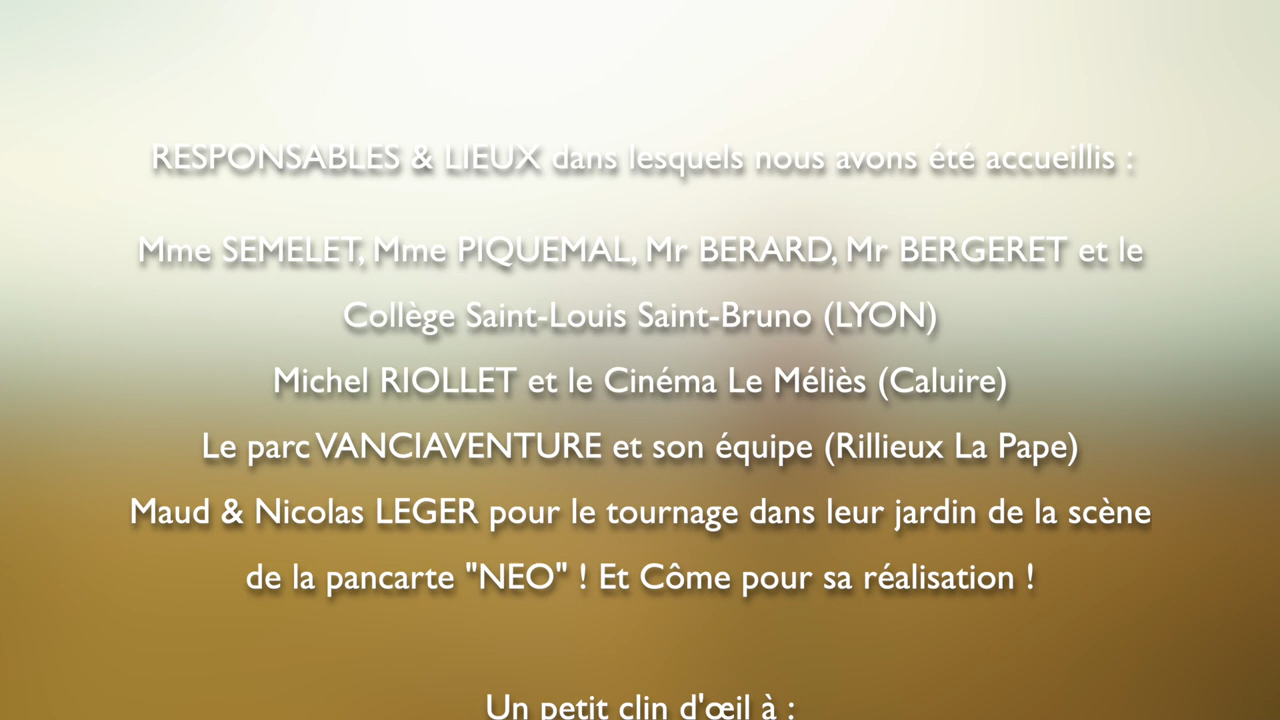 RESPONSABLES & LIEUX dans lesquels nous avons été accueillis :
Mme SEMELET, Mme PIQUEMAL, Mr BERARD, Mr BERGERET et le
Collège Saint-Louis Saint-Bruno (LYON)
Michel RIOLLET et le Cinéma Le Méliès (Caluire)
Le parc VANCIAVENTURE et son équipe (Rillieux La Pape)
Maud & Nicolas LEGER pour le tournage dans leur jardin de la scène
de la pancarte "NEO" ! Et Côme pour sa réalisation !
Un petit clin d'œil à :